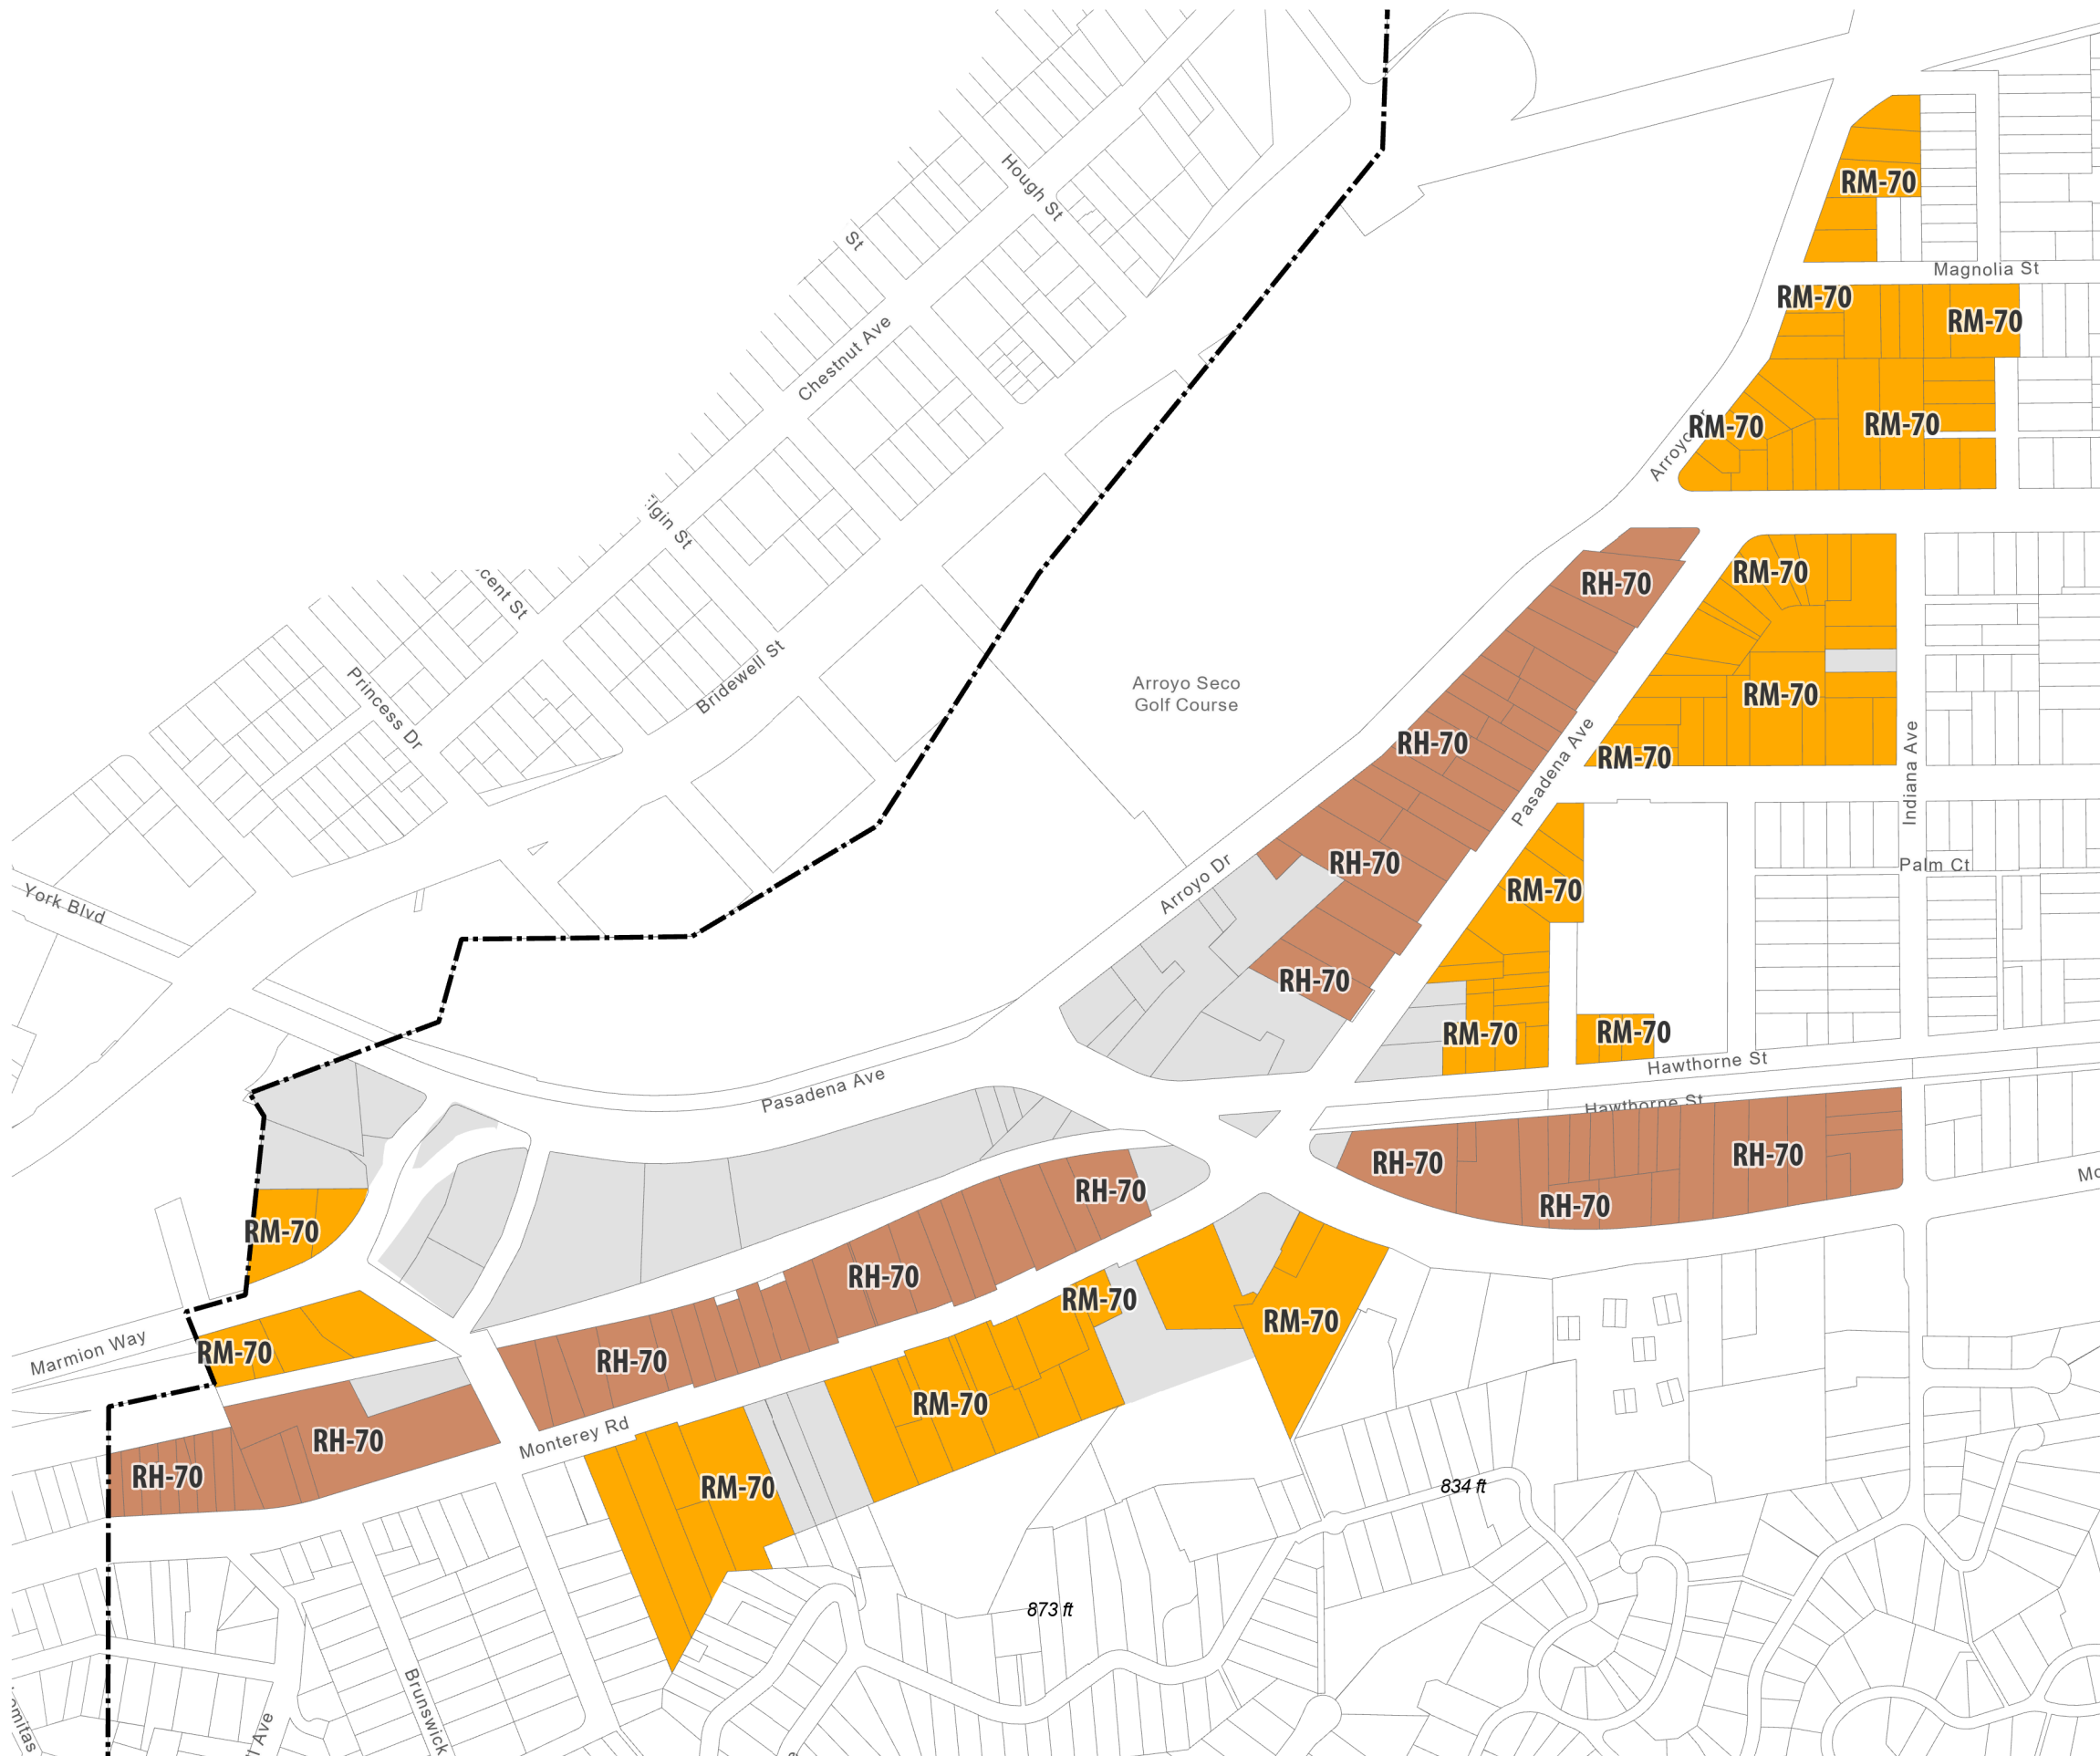 Hough St
RM-70
St
Magnolia St
RM-70
RM-70
Chestnut Ave
RM-70
RM-70
Arroyo
Elgin St
RM-70
RH-70
Princess Dr
Bridewell St
Arroyo Seco
Golf Course
RM-70
RH-70
RM-70
Pasadena Ave
Indiana Ave
RH-70
Palm Ct
Arroyo Dr
RM-70
York Blvd
RH-70
RM-70
RM-70
Hawthorne St
Pasadena Ave
Hawthorne St
RH-70
RH-70
RH-70
RH-70
RM-70
RH-70
RM-70
RM-70
Marmion Way
RM-70
RH-70
RM-70
RH-70
Monterey Rd
RH-70
RM-70
834 ft
873 ft
Brunswick
Ave